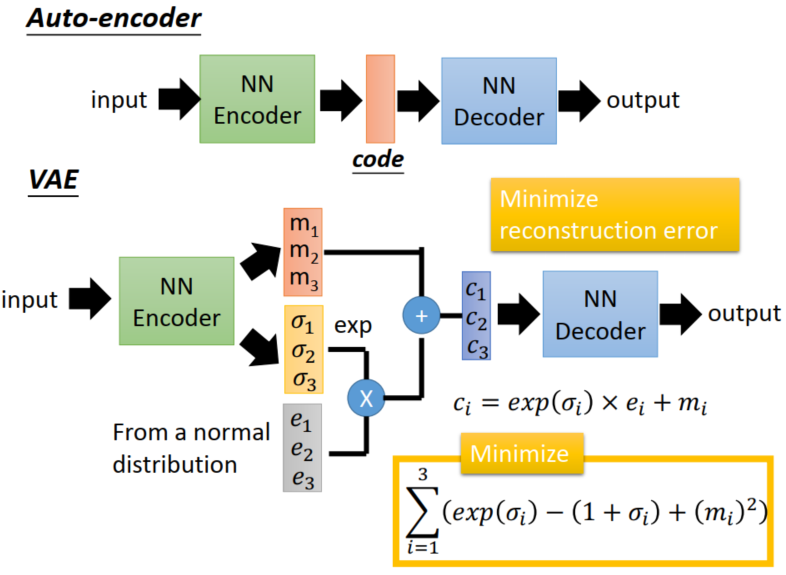 Auto-encoder
input
NN
Encoder
code
NN
Decoder
output
VAE
input
NN
Encoder
m₁
m₂
m₃
σ₁
σ₂
σ₃
exp
From a normal
distribution
e₁
e₂
e₃
X
+
c₁
c₂
c₃
NN
Decoder
output
Minimize
reconstruction error
cᵢ = exp(σᵢ) × eᵢ + mᵢ
Minimize
3
∑ (exp(σᵢ) − (1 + σᵢ) + (mᵢ)²)
i=1